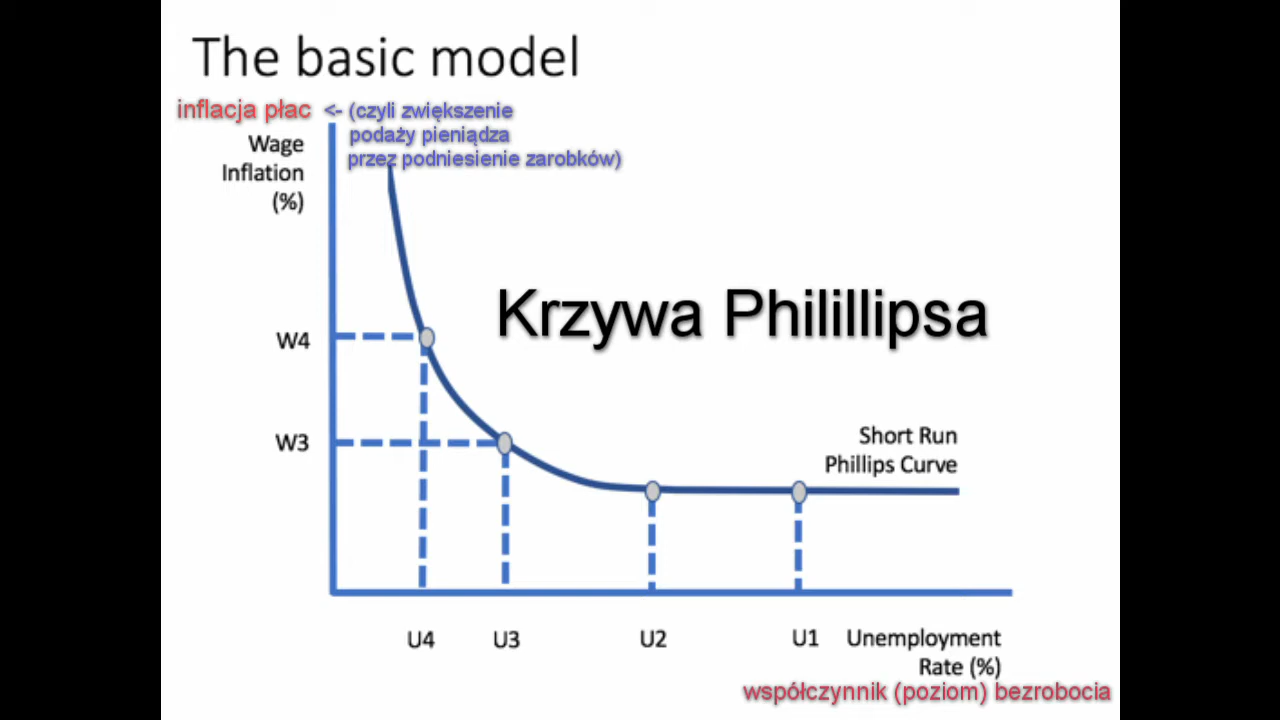 The basic model
inflacja płac <- (czyli zwiększenie
podaży pieniądza
przez podniesienie zarobków)
Wage
Inflation
(%)
Krzywa Philillipsa
W4
W3
Short Run
Phillips Curve
U4 U3 U2 U1 Unemployment
Rate (%)
współczynnik (poziom) bezrobocia